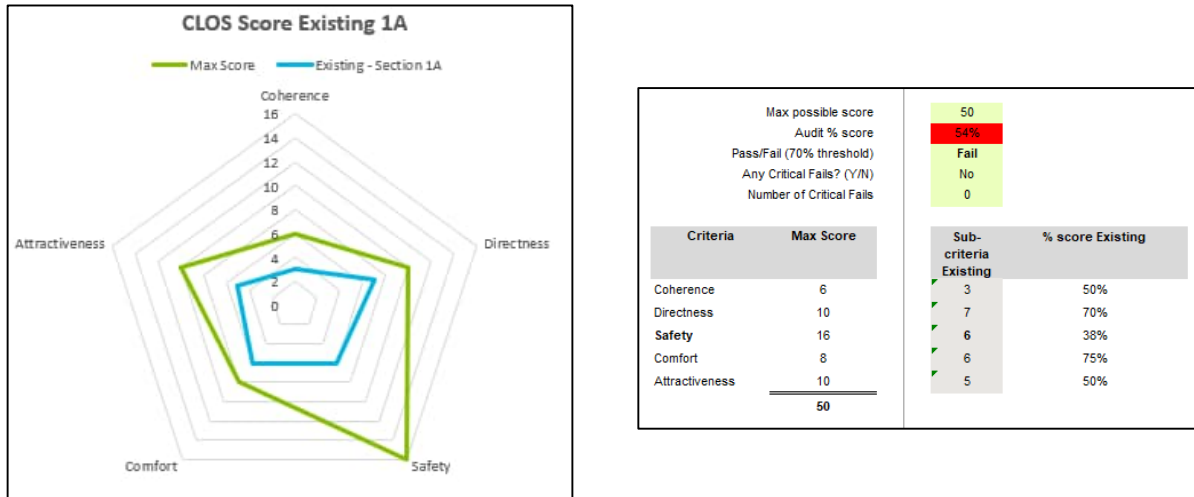 CLOS Score Existing 1A
Max Score
Existing - Section 1A
Coherence
16
14
12
10
8
6
4
2
0
Attractiveness
Directness
Comfort
Safety
Max possible score 50
Audit % score 54%
Pass/Fail (70% threshold) Fail
Any Critical Fails? (Y/N) No
Number of Critical Fails 0
Criteria Max Score Sub- % score Existing
criteria
Existing
Coherence 6 3 50%
Directness 10 7 70%
Safety 16 6 38%
Comfort 8 6 75%
Attractiveness 10 5 50%
50